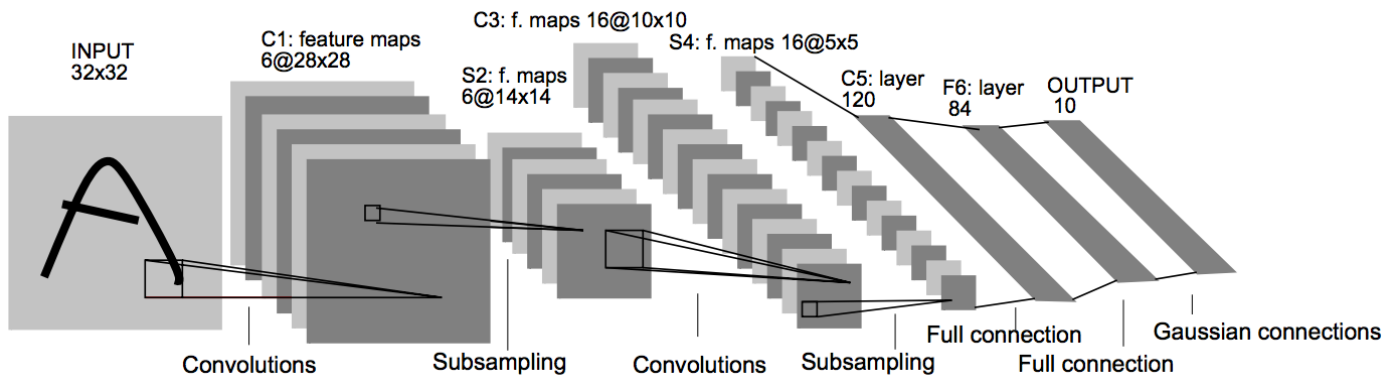 INPUT
32x32
C1: feature maps
6@28x28
S2: f. maps
6@14x14
C3: f. maps 16@10x10
S4: f. maps 16@5x5
C5: layer
120
F6: layer
84
OUTPUT
10
Convolutions
Subsampling
Convolutions
Subsampling
Full connection
Full connection
Gaussian connections